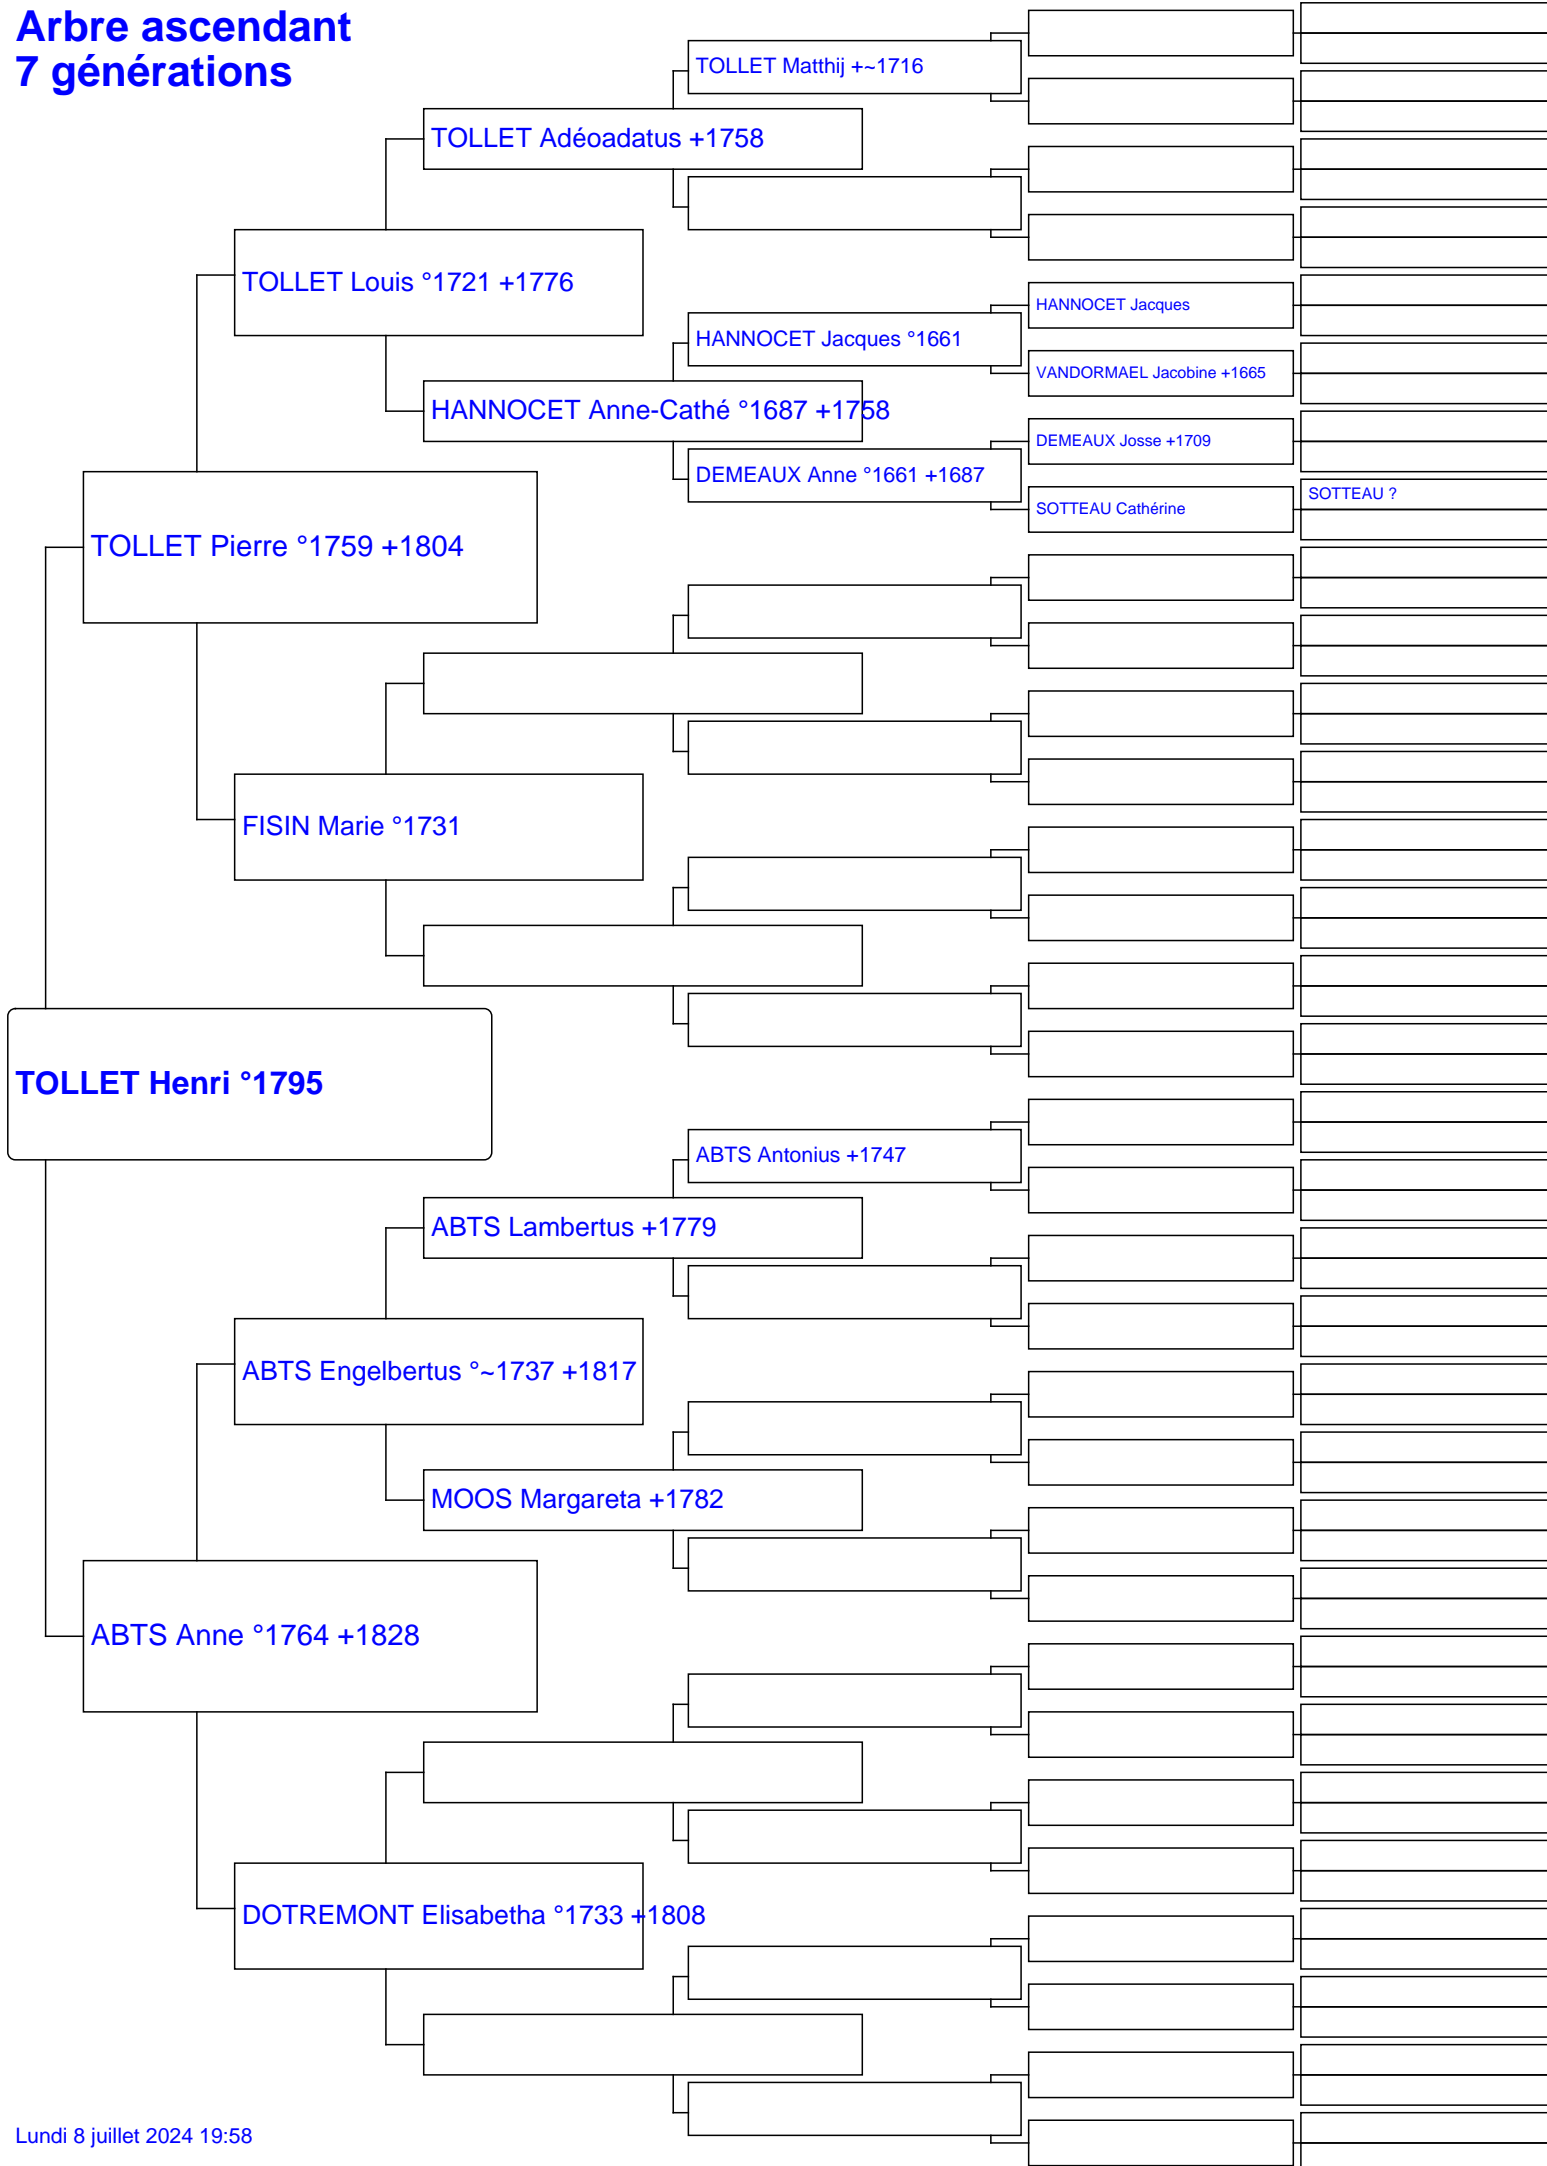 Arbre ascendant
7 générations
TOLLET Matthij +~1716
TOLLET Adéoadatus +1758
TOLLET Louis °1721 +1776
HANNOCET Jacques
HANNOCET Jacques °1661
VANDORMAEL Jacobine +1665
HANNOCET Anne-Cathé °1687 +1758
DEMEAUX Josse +1709
DEMEAUX Anne °1661 +1687
SOTTEAU ?
SOTTEAU Cathérine
TOLLET Pierre °1759 +1804
FISIN Marie °1731
TOLLET Henri °1795
ABTS Antonius +1747
ABTS Lambertus +1779
ABTS Engelbertus °~1737 +1817
MOOS Margareta +1782
ABTS Anne °1764 +1828
DOTREMONT Elisabetha °1733 +1808
Lundi 8 juillet 2024 19:58